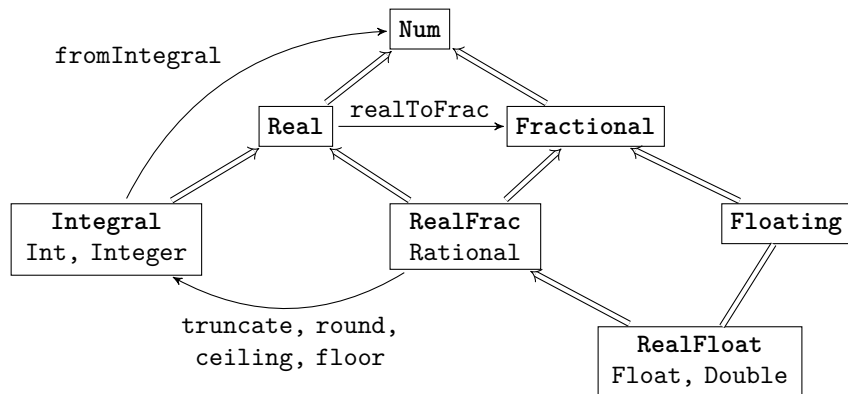 Num
fromIntegral
Real
realToFrac
Fractional
Integral
Int, Integer
RealFrac
Rational
Floating
truncate, round,
ceiling, floor
RealFloat
Float, Double